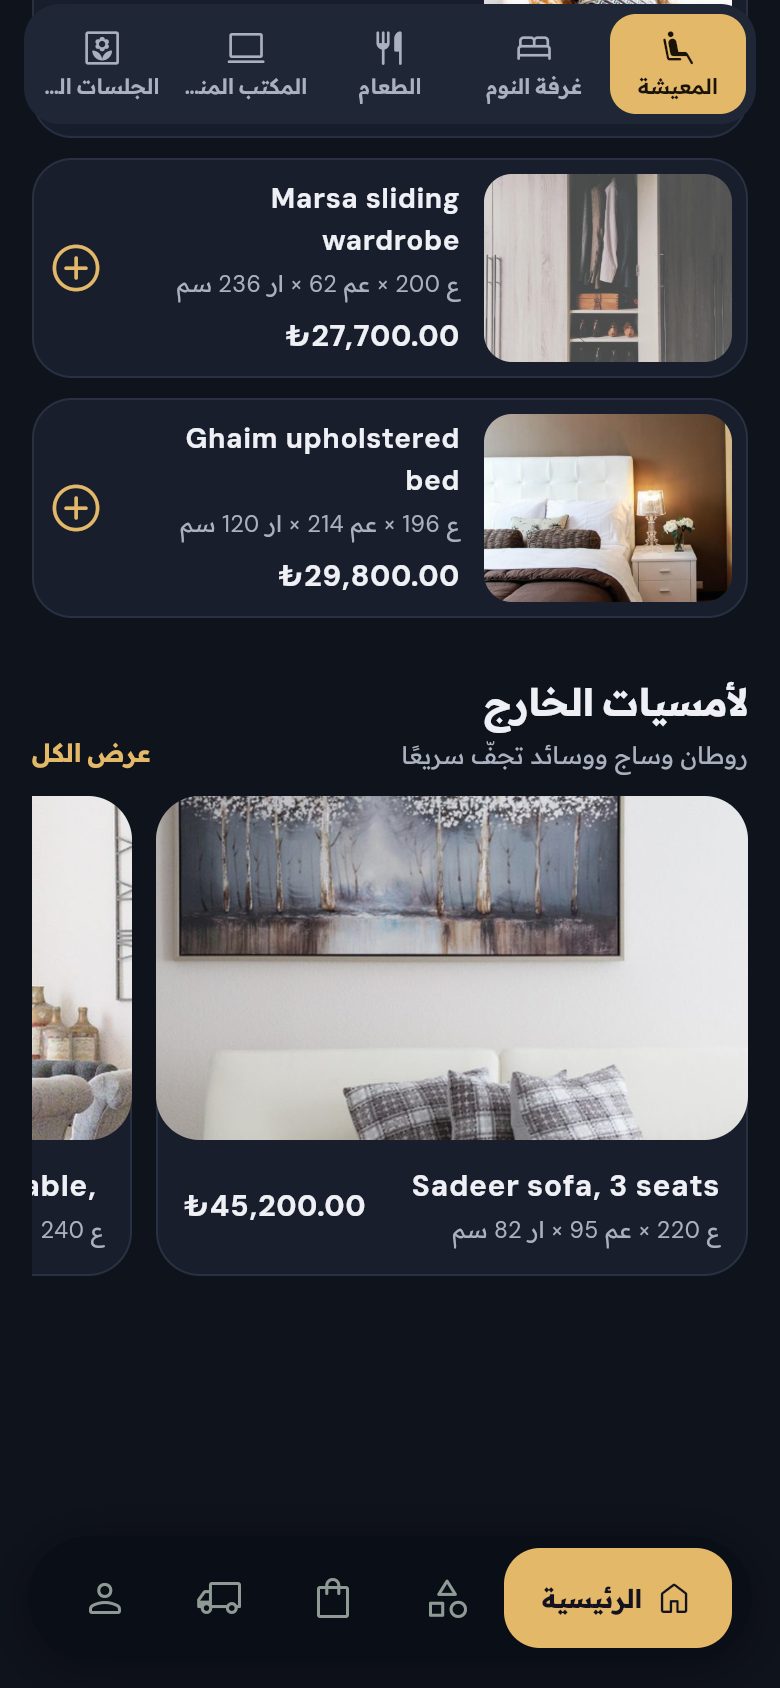 المعيشة
غرفة النوم
الطعام
المكتب المنـ...
الجلسات الـ...
Marsa sliding
wardrobe
ع 200 × عم 62 × ار 236 سم
₺27,700.00
Ghaim upholstered
bed
ع 196 × عم 214 × ار 120 سم
₺29,800.00
لأمسيات الخارج
روطان وساج ووسائد تجفّ سريعًا
عرض الكل
Sadeer sofa, 3 seats
ع 220 × عم 95 × ار 82 سم
₺45,200.00
able,
ع 240
الرئيسية